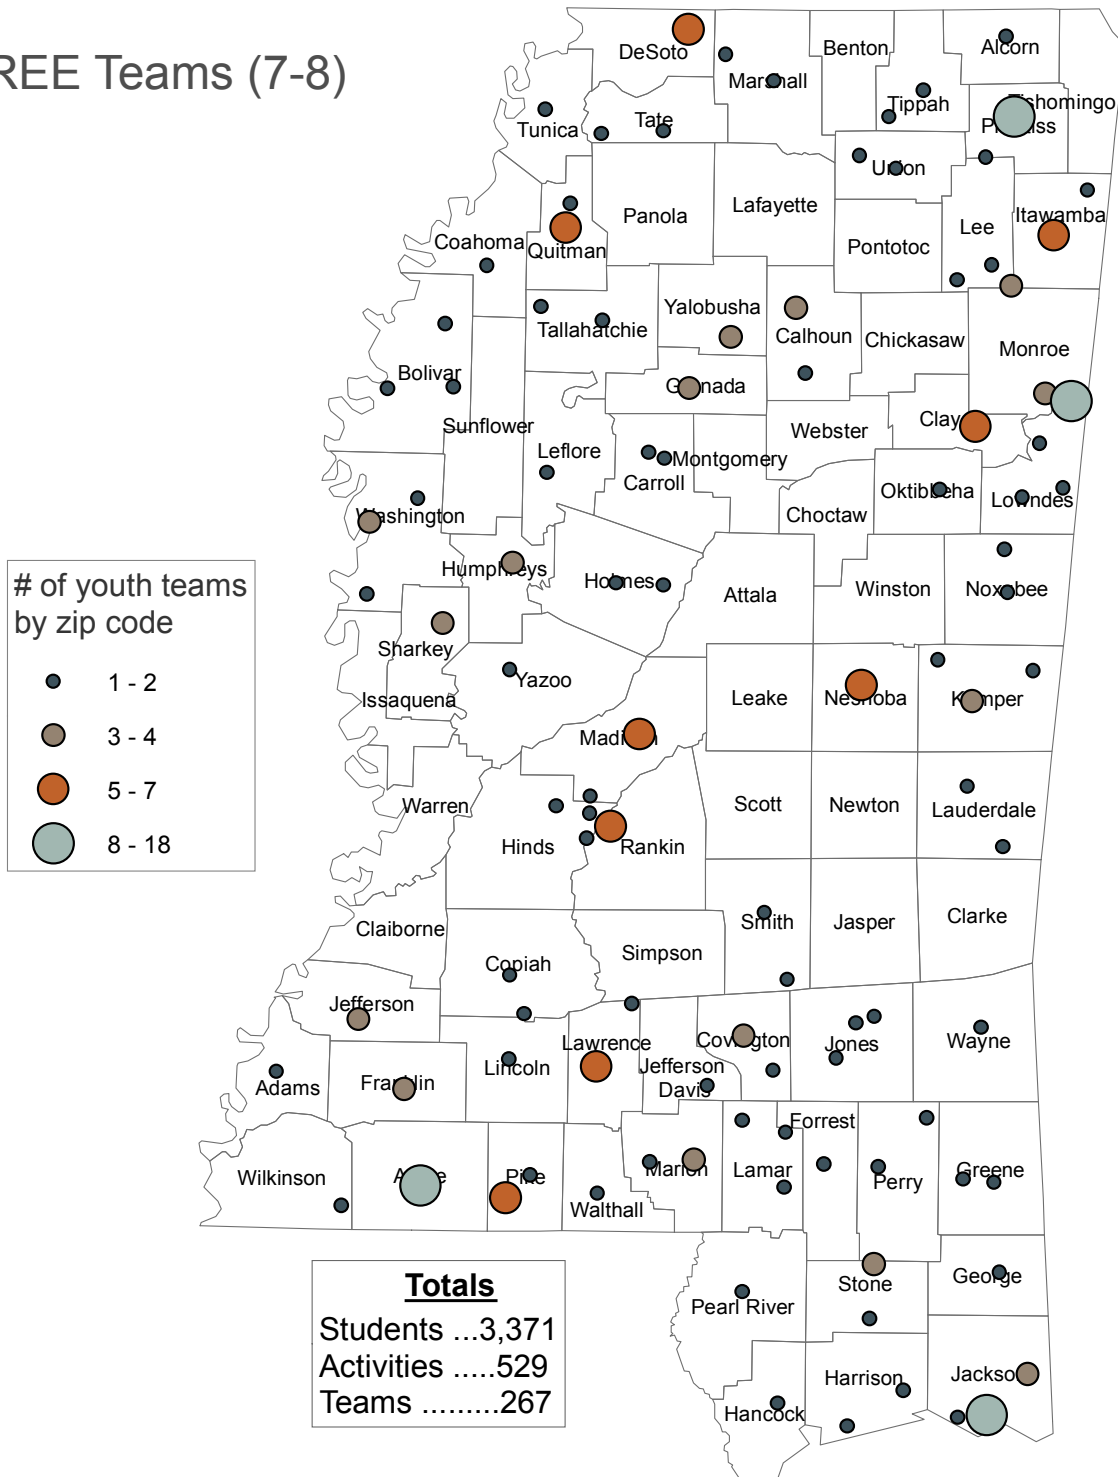 REE Teams (7-8)
DeSoto
Benton
Alcorn
Marshall
Tippah
Tishomingo
Prentiss
Tunica
Tate
Union
Panola
Lafayette
Itawamba
Lee
Coahoma
Quitman
Pontotoc
Yalobusha
Tallahatchie
Calhoun
Chickasaw
Monroe
Bolivar
Grenada
Sunflower
Clay
Webster
Leflore
Montgomery
Carroll
Oktibbeha
Lowndes
Choctaw
Washington
Humphreys
Holmes
Attala
Winston
Noxubee
# of youth teams
by zip code
1 - 2
3 - 4
5 - 7
8 - 18
Sharkey
Yazoo
Issaquena
Leake
Neshoba
Kemper
Madison
Warren
Scott
Newton
Lauderdale
Hinds
Rankin
Claiborne
Smith
Jasper
Clarke
Copiah
Simpson
Jefferson
Lawrence
Covington
Jones
Wayne
Adams
Franklin
Lincoln
Jefferson
Davis
Forrest
Wilkinson
Amite
Pike
Marion
Lamar
Perry
Greene
Walthall
Totals
Students ...3,371
Activities .....529
Teams .........267
Stone
George
Pearl River
Harrison
Jackson
Hancock